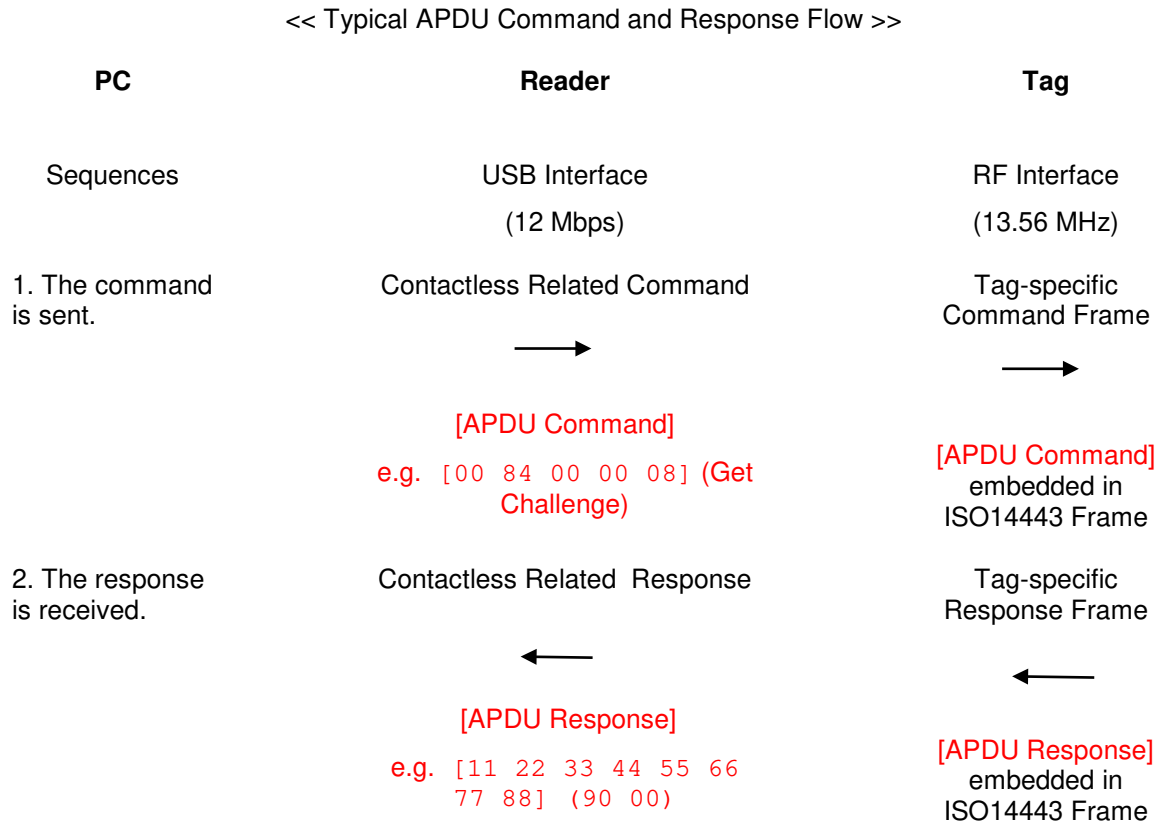 << Typical APDU Command and Response Flow >>
PC Reader Tag
Sequences USB Interface RF Interface
(12 Mbps) (13.56 MHz)
1. The command Contactless Related Command Tag-specific
is sent. Command Frame
[APDU Command]
e.g. [00 84 00 00 08] (Get
Challenge)
[APDU Command]
embedded in
ISO14443 Frame
2. The response Contactless Related Response Tag-specific
is received. Response Frame
[APDU Response]
e.g. [11 22 33 44 55 66
77 88] (90 00)
[APDU Response]
embedded in
ISO14443 Frame